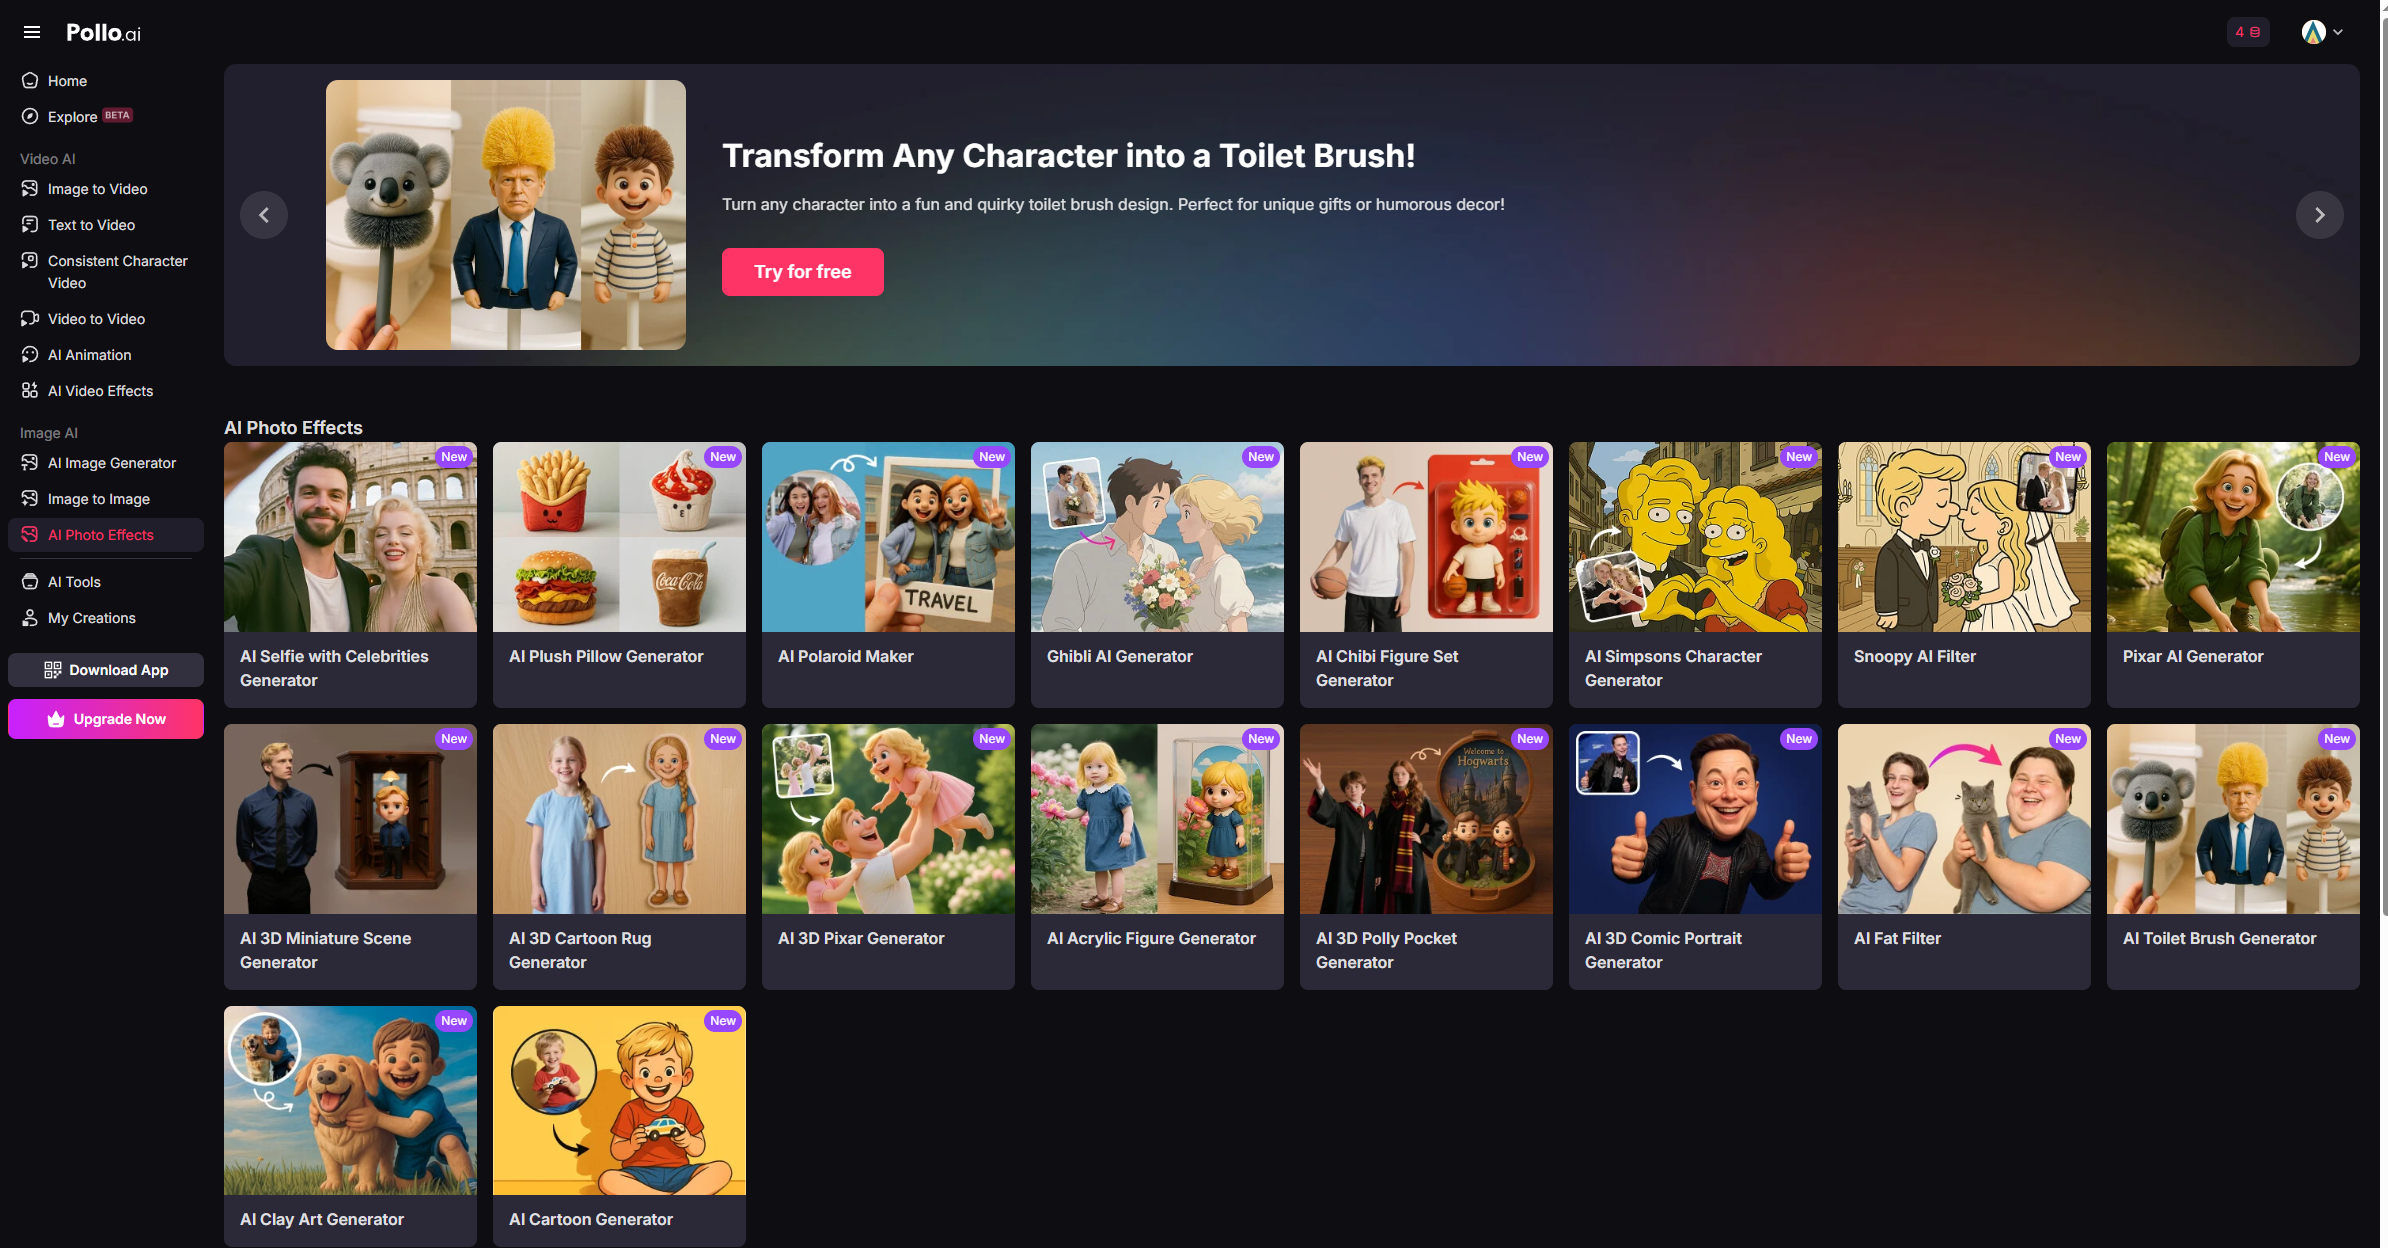 Pollo.ai
4
Home
Explore BETA
Video AI
Image to Video
Text to Video
Consistent Character
Video
Video to Video
AI Animation
AI Video Effects
Image AI
AI Image Generator
Image to Image
AI Photo Effects
AI Tools
My Creations
Download App
Upgrade Now
Transform Any Character into a Toilet Brush!
Turn any character into a fun and quirky toilet brush design. Perfect for unique gifts or humorous decor!
Try for free
AI Photo Effects
New
AI Selfie with Celebrities
Generator
New
Coca-Cola
AI Plush Pillow Generator
New
TRAVEL
AI Polaroid Maker
New
Ghibli AI Generator
New
AI Chibi Figure Set
Generator
New
AI Simpsons Character
Generator
New
Snoopy AI Filter
New
Pixar AI Generator
New
AI 3D Miniature Scene
Generator
New
AI 3D Cartoon Rug
Generator
New
AI 3D Pixar Generator
New
AI Acrylic Figure Generator
New
Welcome to
Hogwarts
AI 3D Polly Pocket
Generator
New
AI 3D Comic Portrait
Generator
New
AI Fat Filter
New
AI Toilet Brush Generator
New
AI Clay Art Generator
New
AI Cartoon Generator